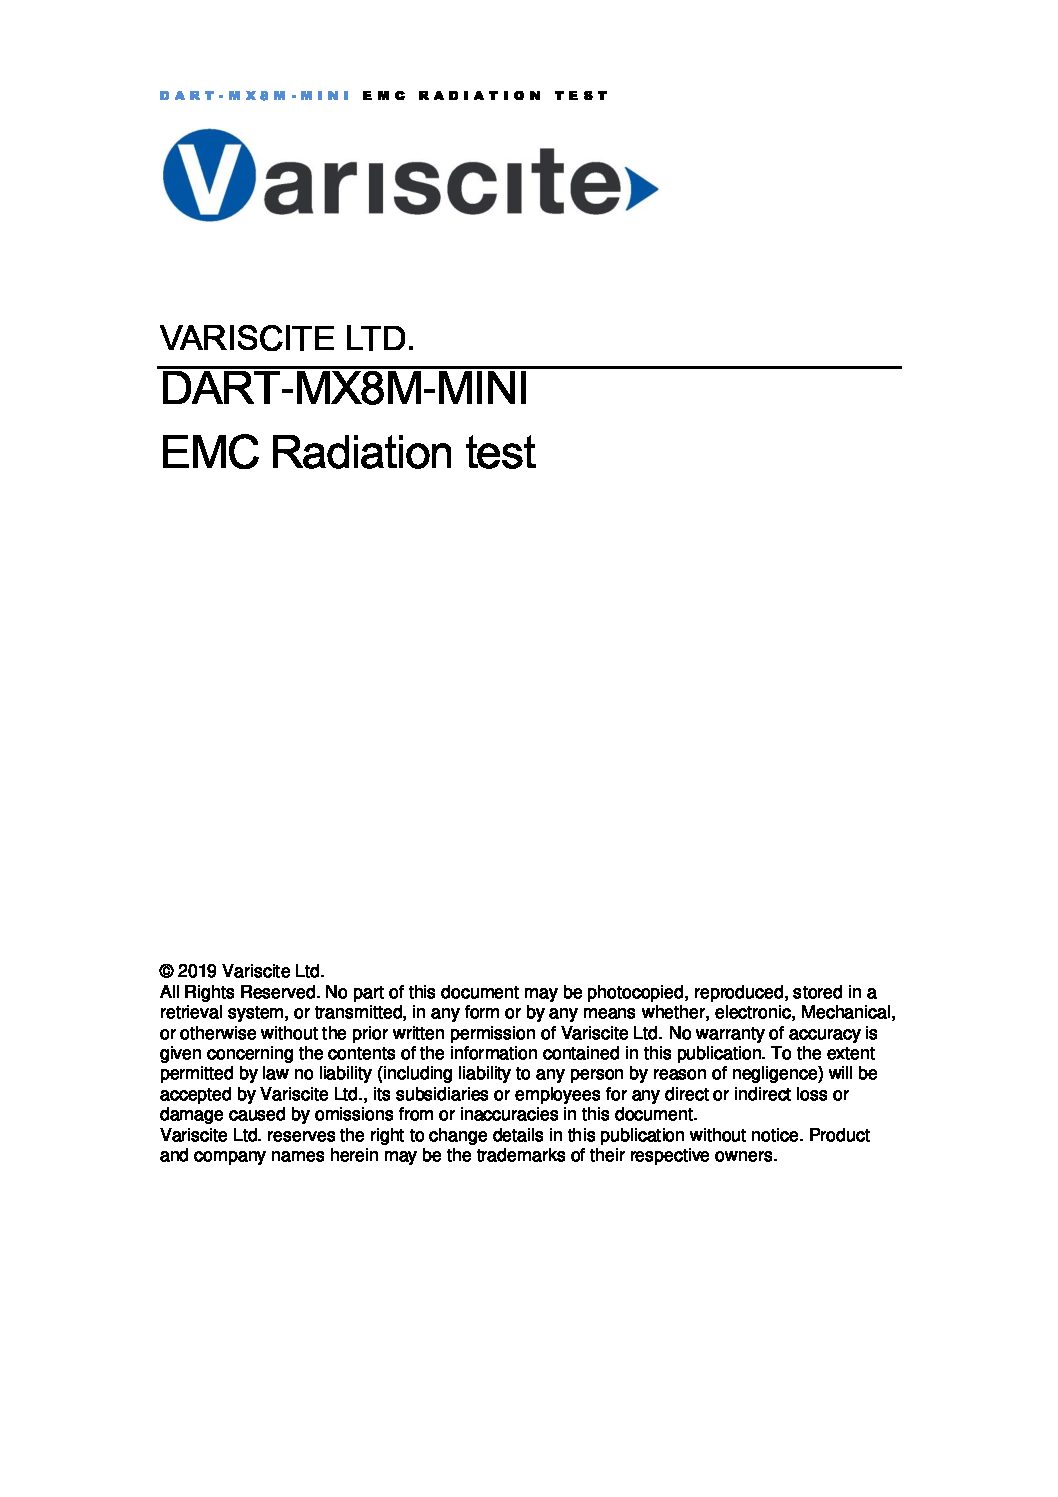 DART-MX8M-MINI EMC RADIATION TEST
Variscite
VARISCITE LTD.
DART-MX8M-MINI
EMC Radiation test
© 2019 Variscite Ltd.
All Rights Reserved. No part of this document may be photocopied, reproduced, stored in a
retrieval system, or transmitted, in any form or by any means whether, electronic, Mechanical,
or otherwise without the prior written permission of Variscite Ltd. No warranty of accuracy is
given concerning the contents of the information contained in this publication. To the extent
permitted by law no liability (including liability to any person by reason of negligence) will be
accepted by Variscite Ltd., its subsidiaries or employees for any direct or indirect loss or
damage caused by omissions from or inaccuracies in this document.
Variscite Ltd. reserves the right to change details in this publication without notice. Product
and company names herein may be the trademarks of their respective owners.